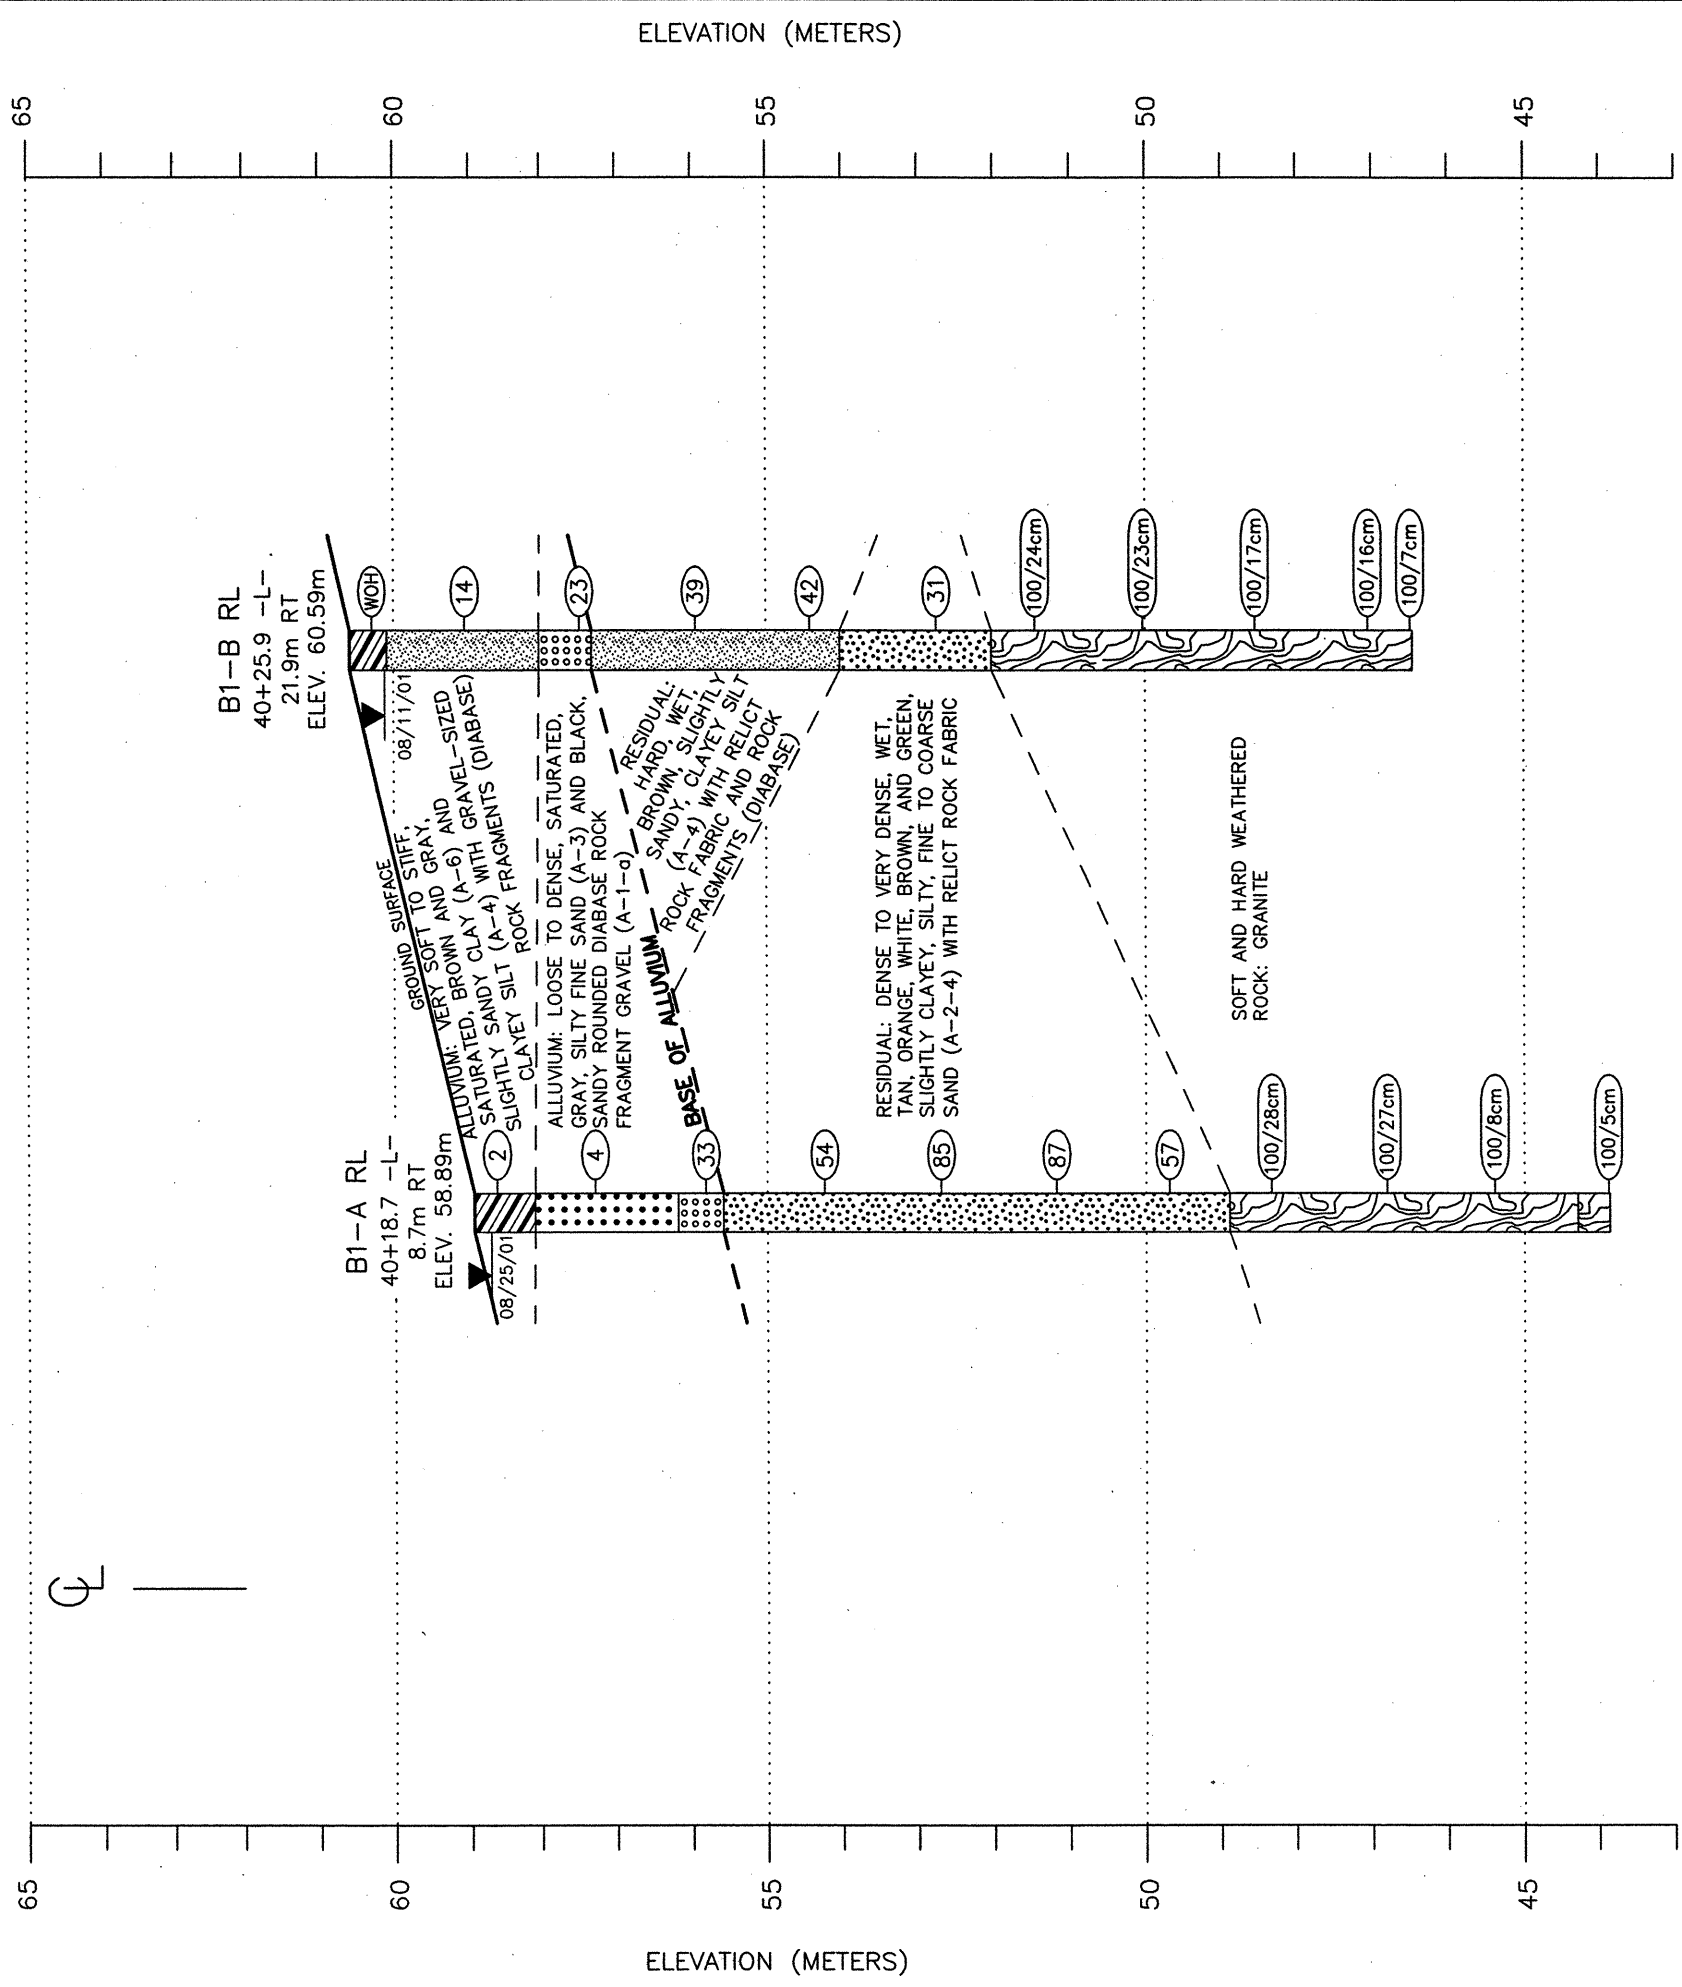 ELEVATION (METERS)
65
60
55
50
45
B1-B RL
40+25.9 -L-
21.9m RT
ELEV. 60.59m
WOH
14
23
39
42
31
100/24cm
100/23cm
100/17cm
100/16cm
100/7cm
08/11/01
GROUND SURFACE
ALLUVIUM: VERY SOFT TO STIFF,
SATURATED, BROWN AND GRAY,
SLIGHTLY SANDY CLAY (A-6) AND
SLIGHTLY SANDY (A-4) WITH GRAVEL-SIZED
CLAYEY SILT ROCK FRAGMENTS (DIABASE)
ALLUVIUM: LOOSE TO DENSE, SATURATED,
GRAY, SILTY FINE SAND (A-3) AND BLACK,
SANDY ROUNDED DIABASE ROCK
FRAGMENT GRAVEL (A-1-a)
BASE OF ALLUVIUM
RESIDUAL:
HARD, WET,
BROWN, SLIGHTLY
SANDY, CLAYEY SILT
(A-4) WITH RELICT
ROCK FABRIC AND ROCK
FRAGMENTS (DIABASE)
RESIDUAL: DENSE TO VERY DENSE, WET,
TAN, ORANGE, WHITE, BROWN, AND GREEN,
SLIGHTLY CLAYEY, SILTY, FINE TO COARSE
SAND (A-2-4) WITH RELICT ROCK FABRIC
SOFT AND HARD WEATHERED
ROCK: GRANITE
B1-A RL
40+18.7 -L-
8.7m RT
ELEV. 58.89m
2
4
33
54
85
87
57
100/28cm
100/27cm
100/8cm
100/5cm
08/25/01
CL
65
60
55
50
45
ELEVATION (METERS)